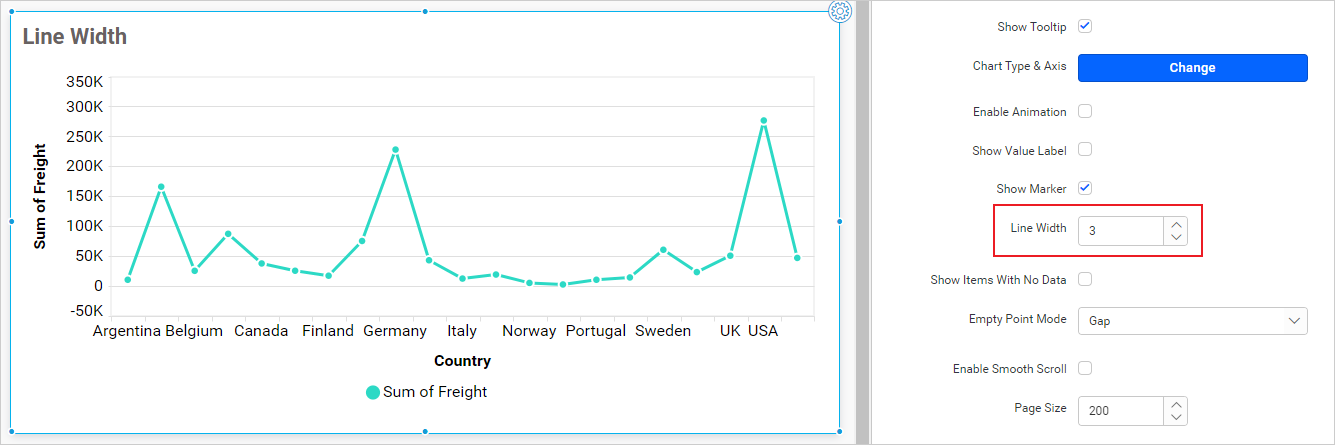 Line Width
350K
300K
250K
200K
150K
100K
50K
0
-50K
Sum of Freight
Argentina Belgium Canada Finland Germany Italy Norway Portugal Sweden UK USA
Country
Sum of Freight
Show Tooltip
Chart Type & Axis Change
Enable Animation
Show Value Label
Show Marker
Line Width 3
Show Items With No Data
Empty Point Mode Gap
Enable Smooth Scroll
Page Size 200